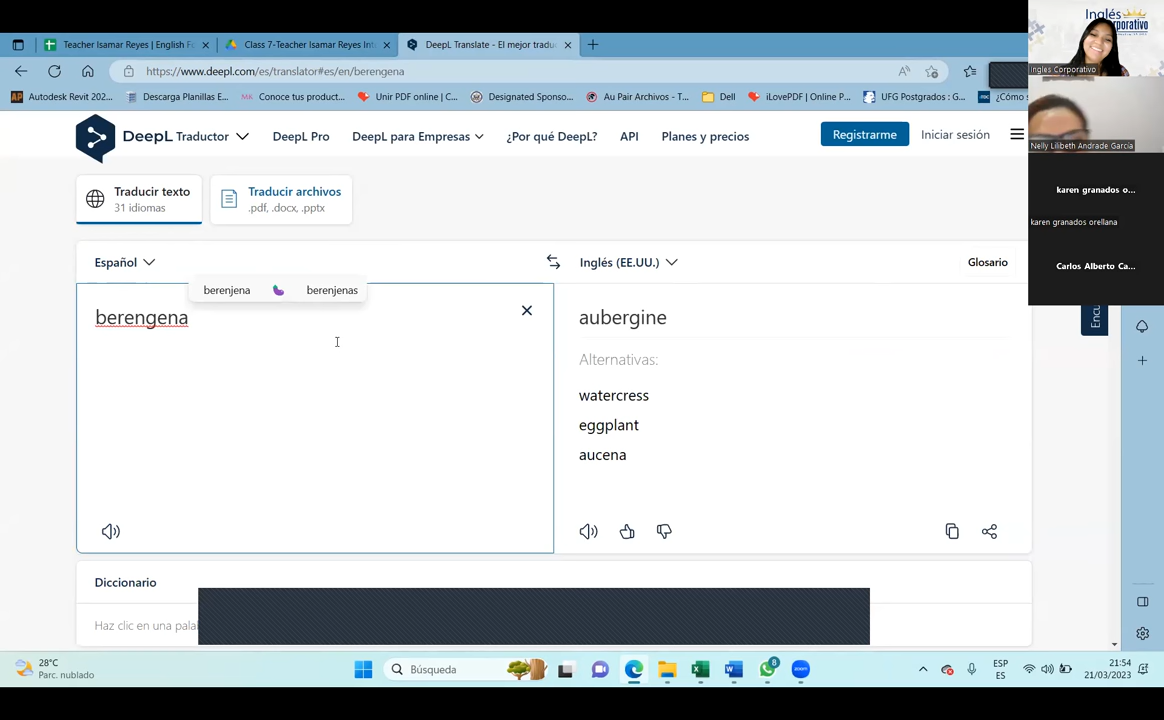 Teacher Isamar Reyes | English Fo
Class 7-Teacher Isamar Reyes Int
DeepL Translate - El mejor tradu
https://www.deepl.com/es/translator#es/en/berengena
Autodesk Revit 202...
Descarga Planillas E...
Conoce tus product...
Unir PDF online | C...
Designated Sponso...
Au Pair Archivos - T...
Dell
iLovePDF | Online P...
UFG Postgrados : G...
¿Cómo s
DeepL Traductor
DeepL Pro
DeepL para Empresas
¿Por qué DeepL?
API
Planes y precios
Registrarme
Iniciar sesión
Traducir texto
31 idiomas
Traducir archivos
.pdf, .docx, .pptx
Español
Inglés (EE.UU.)
Glosario
berenjena
berenjenas
berengena
aubergine
Alternativas:
watercress
eggplant
aucena
Diccionario
Haz clic en una pala
Encu
Inglés
Corporativo
Ingles Corporativo
Nelly Lilibeth Andrade García
karen granados o...
karen granados orellana
Carlos Alberto Ca...
28°C
Parc. nublado
Búsqueda
8
ESP
ES
21:54
21/03/2023